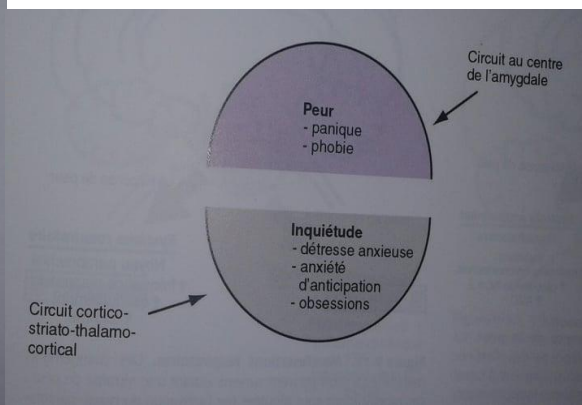 Circuit au centre
de l'amygdale
Peur
- panique
- phobie
Inquiétude
- détresse anxieuse
- anxiété
d'anticipation
- obsessions
Circuit cortico-
striato-thalamo-
cortical